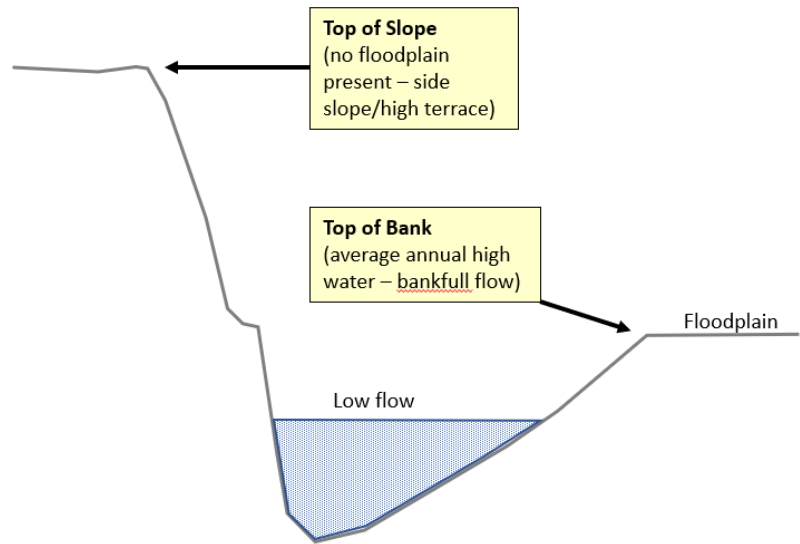 Top of Slope
(no floodplain
present – side
slope/high terrace)
Top of Bank
(average annual high
water – bankfull flow)
Floodplain
Low flow